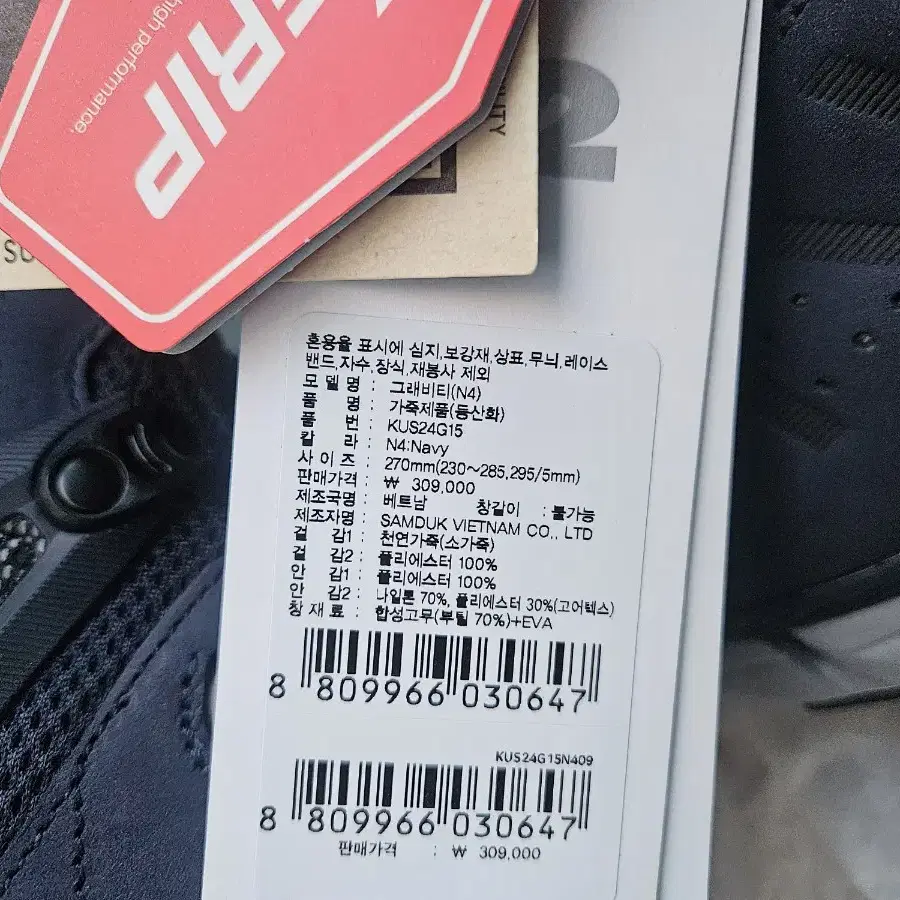 GRIP
high performance.
2
혼용율 표시에 심지,보강재,상표,무늬,레이스
밴드,자수,장식,재봉사 제외
모 델 명 : 그래비티(N4)
품 명 : 가죽제품(등산화)
품 번 : KUS24G15
칼 라 : N4:Navy
사 이 즈 : 270mm(230~285,295/5mm)
판매가격 : ₩ 309,000
제조국명 : 베트남 창갈이 : 불가능
제조자명 : SAMDUK VIETNAM CO., LTD
겉 감1 : 천연가죽(소가죽)
겉 감2 : 폴리에스터 100%
안 감1 : 폴리에스터 100%
안 감2 : 나일론 70%, 폴리에스터 30%(고어텍스)
창 재 료 : 합성고무(부틸 70%)+EVA
8 809966 030647
KUS24G15N409
8 809966 030647
판매가격 : ₩ 309,000